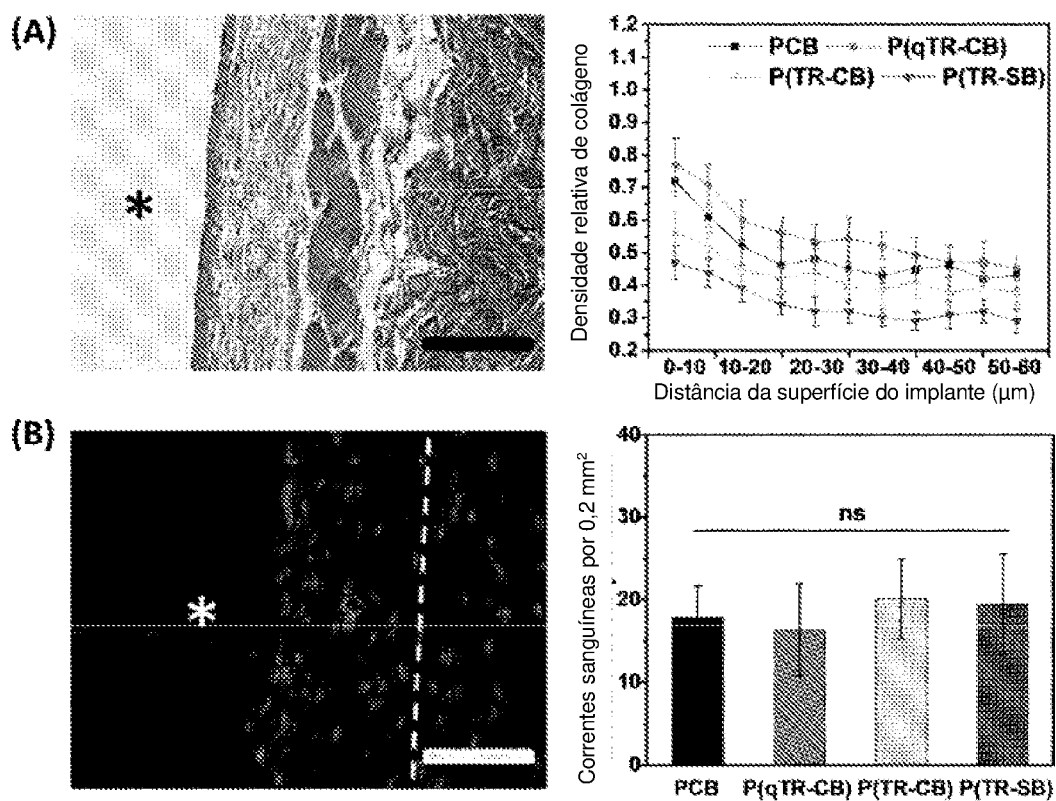 (A)
*
Densidade relativa de colágeno
1.2
1.1
1.0
0.9
0.8
0.7
0.6
0.5
0.4
0.3
0.2
PCB P(qTR-CB)
P(TR-CB) P(TR-SB)
0-10 10-20 20-30 30-40 40-50 50-60
Distância da superfície do implante (µm)
(B)
*
Correntes sanguíneas por 0,2 mm²
40
30
20
10
0
ns
PCB P(qTR-CB) P(TR-CB) P(TR-SB)